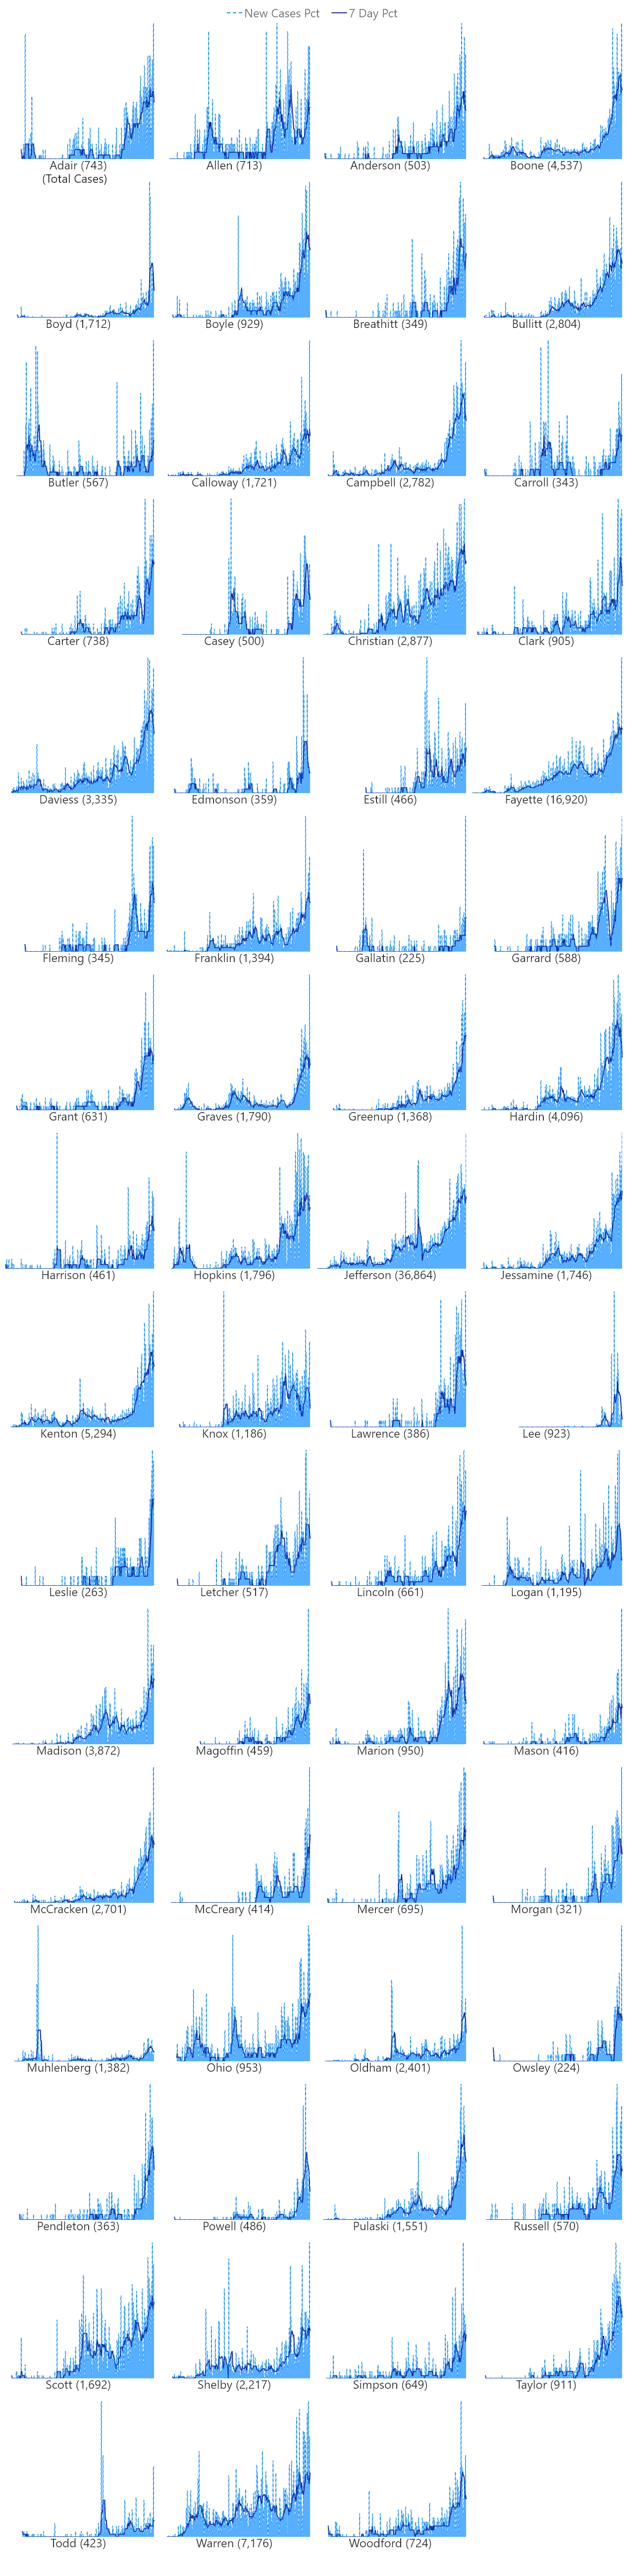 New Cases Pct 7 Day Pct
Adair (743) Allen (713) Anderson (503) Boone (4,537)
(Total Cases)
Boyd (1,712) Boyle (929) Breathitt (349) Bullitt (2,804)
Butler (567) Calloway (1,721) Campbell (2,782) Carroll (343)
Carter (738) Casey (500) Christian (2,877) Clark (905)
Daviess (3,335) Edmonson (359) Estill (466) Fayette (16,920)
Fleming (345) Franklin (1,394) Gallatin (225) Garrard (588)
Grant (631) Graves (1,790) Greenup (1,368) Hardin (4,096)
Harrison (461) Hopkins (1,796) Jefferson (36,864) Jessamine (1,746)
Kenton (5,294) Knox (1,186) Lawrence (386) Lee (923)
Leslie (263) Letcher (517) Lincoln (661) Logan (1,195)
Madison (3,872) Magoffin (459) Marion (950) Mason (416)
McCracken (2,701) McCreary (414) Mercer (695) Morgan (321)
Muhlenberg (1,382) Ohio (953) Oldham (2,401) Owsley (224)
Pendleton (363) Powell (486) Pulaski (1,551) Russell (570)
Scott (1,692) Shelby (2,217) Simpson (649) Taylor (911)
Todd (423) Warren (7,176) Woodford (724)